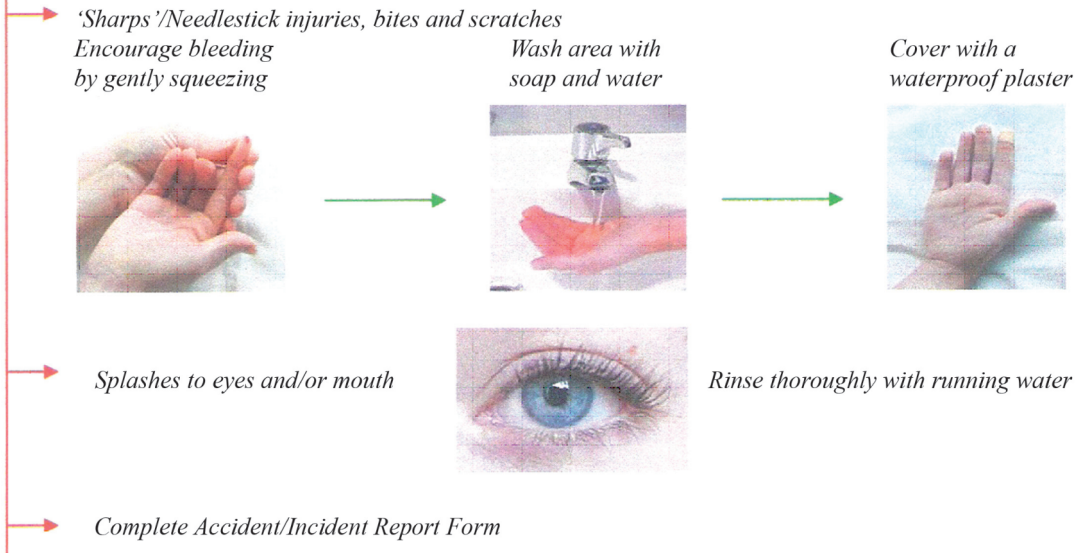 ‘Sharps’/Needlestick injuries, bites and scratches
Encourage bleeding
by gently squeezing
Wash area with
soap and water
Cover with a
waterproof plaster
Splashes to eyes and/or mouth
Rinse thoroughly with running water
Complete Accident/Incident Report Form